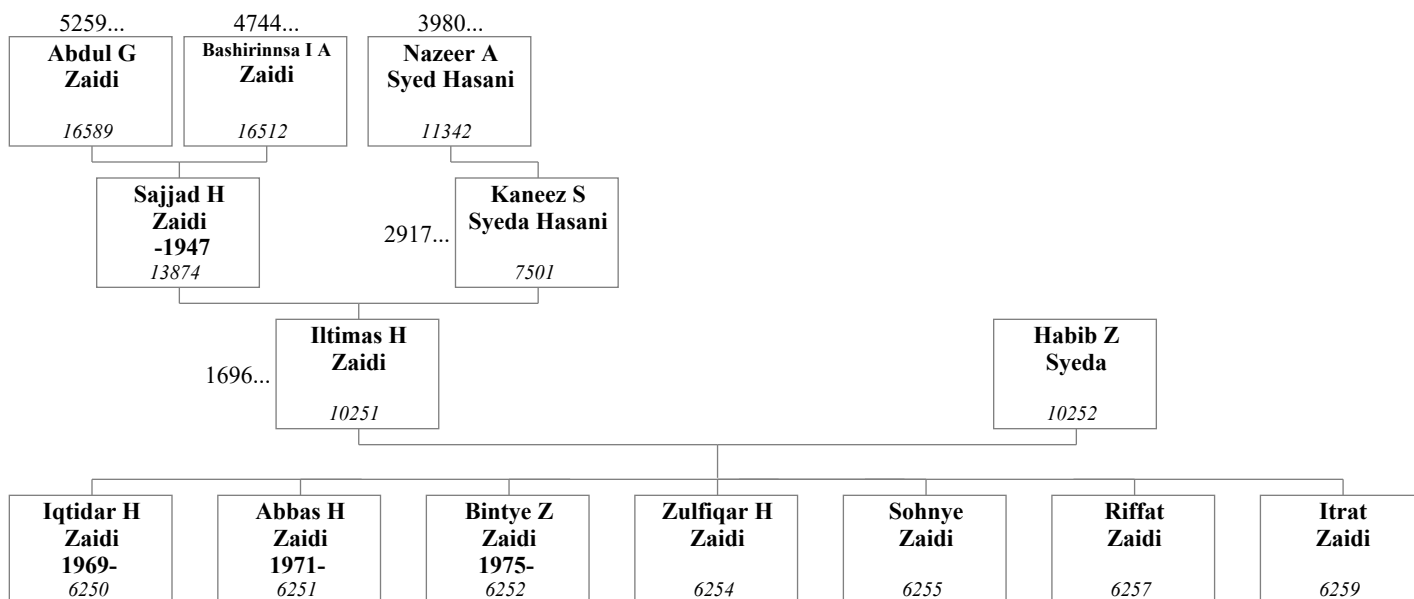 5259...
4744...
3980...
Abdul G
Zaidi
16589
Bashirinnsa I A
Zaidi
16512
Nazeer A
Syed Hasani
11342
Sajjad H
Zaidi
-1947
13874
2917...
Kaneez S
Syeda Hasani
7501
1696...
Iltimas H
Zaidi
10251
Habib Z
Syeda
10252
Iqtidar H
Zaidi
1969-
6250
Abbas H
Zaidi
1971-
6251
Bintye Z
Zaidi
1975-
6252
Zulfiqar H
Zaidi
6254
Sohnye
Zaidi
6255
Riffat
Zaidi
6257
Itrat
Zaidi
6259